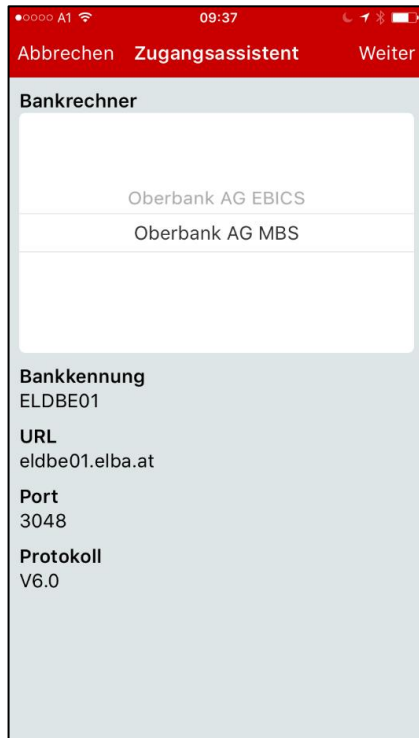 A1 09:37
Abbrechen Zugangsassistent Weiter
Bankrechner
Oberbank AG EBICS
Oberbank AG MBS
Bankkennung
ELDBE01
URL
eldbe01.elba.at
Port
3048
Protokoll
V6.0